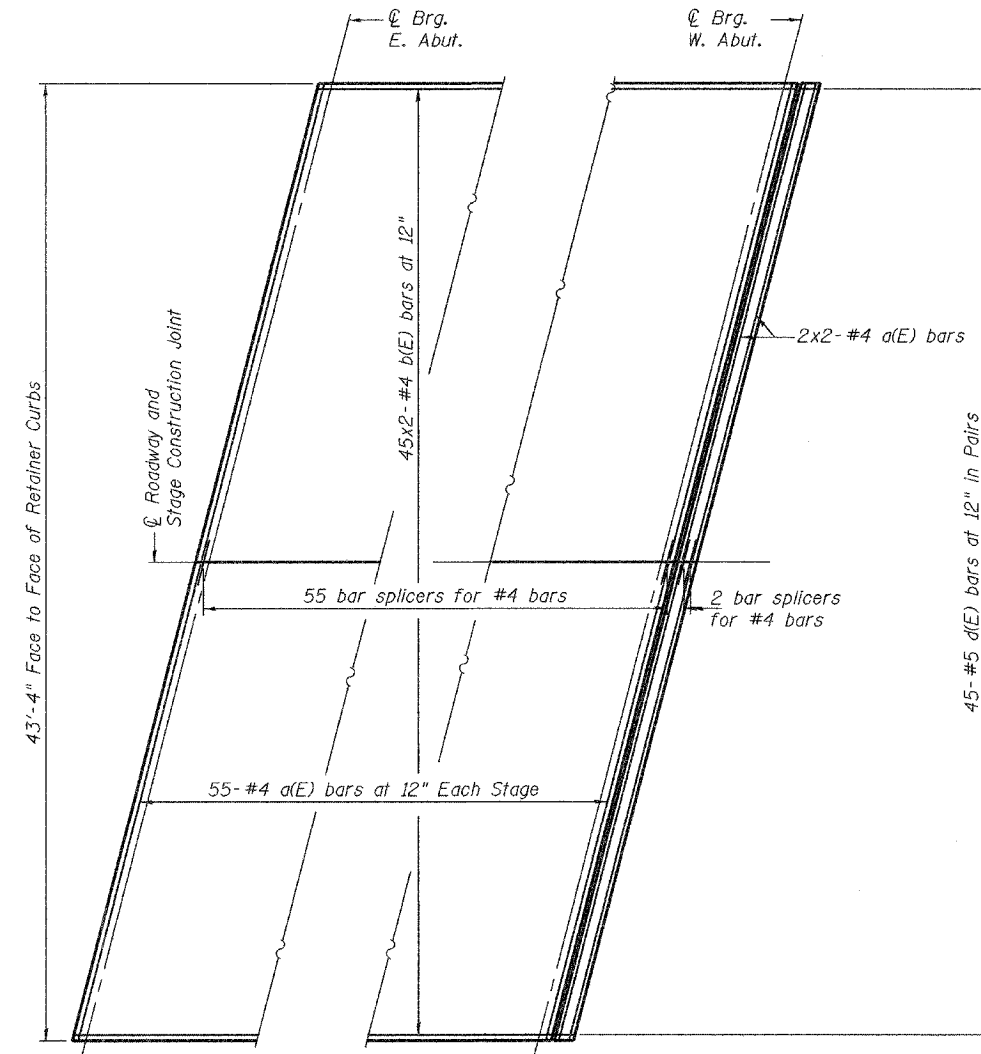 ℄ Brg.
E. Abut.
℄ Brg.
W. Abut.
45x2-#4 b(E) bars at 12"
2x2-#4 a(E) bars
℄ Roadway and
Stage Construction Joint
43'-4" Face to Face of Retainer Curbs
45-#5 d(E) bars at 12" in Pairs
55 bar splicers for #4 bars
2 bar splicers
for #4 bars
55-#4 a(E) bars at 12" Each Stage